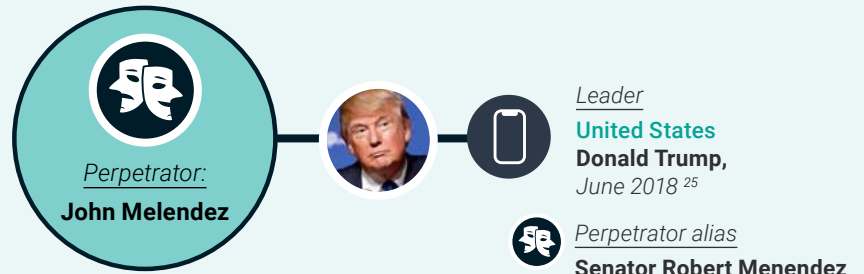 Perpetrator:
John Melendez
Leader
United States
Donald Trump,
June 2018 25
Perpetrator alias
Senator Robert Menendez